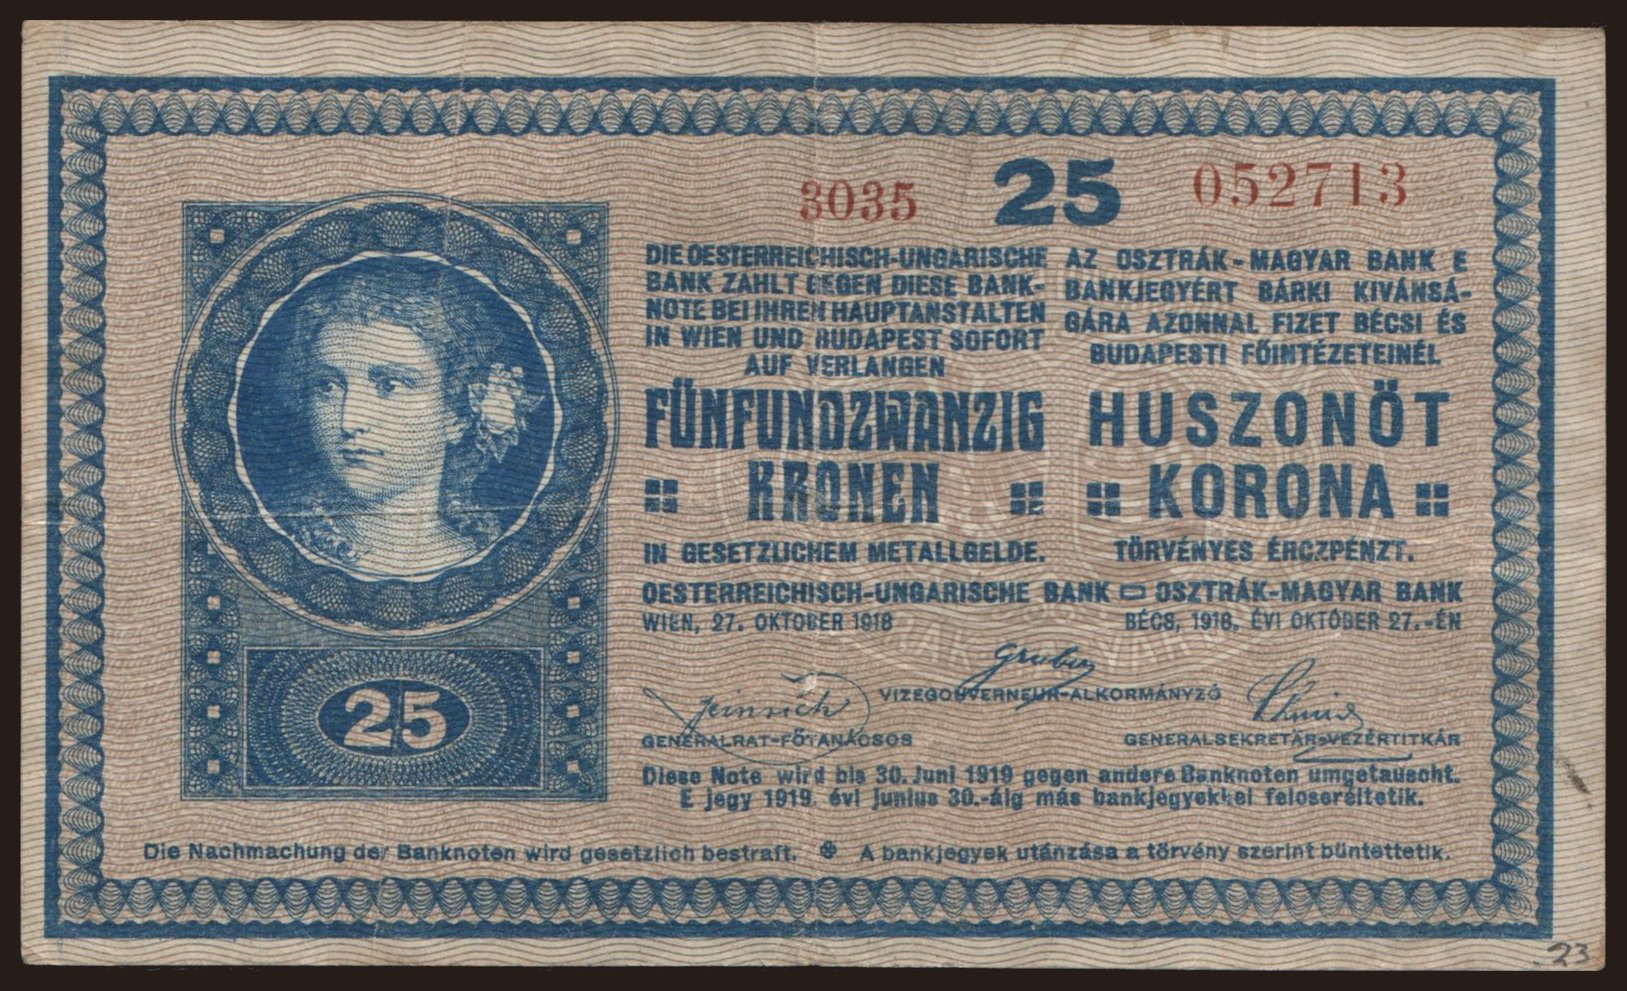 3035 25 052713
DIE OESTERREICHISCH-UNGARISCHE
BANK ZAHLT GEGEN DIESE BANK-
NOTE BEI IHREN HAUPTANSTALTEN
IN WIEN UND BUDAPEST SOFORT
AUF VERLANGEN
FÜNFUNDZWANZIG
KRONEN
IN GESETZLICHEM METALLGELDE.
AZ OSZTRÁK-MAGYAR BANK E
BANKJEGYÉRT BÁRKI KIVÁNSÁ-
GÁRA AZONNAL FIZET BÉCSI ÉS
BUDAPESTI FŐINTÉZETEINÉL
HUSZONÖT
KORONA
TÖRVÉNYES ÉRCZPÉNZT.
OESTERREICHISCH-UNGARISCHE BANK OSZTRÁK-MAGYAR BANK
WIEN, 27. OKTOBER 1918
BÉCS, 1918. ÉVI OKTÓBER 27.-ÉN
Gruber
VIZEGOUVERNEUR-ALKORMÁNYZÓ
GENERALRAT-FŐTANÁCSOS
GENERALSEKRETÄR-VEZÉRTITKÁR
25
Diese Note wird bis 30. Juni 1919 gegen andere Banknoten umgetauscht.
E jegy 1919. évi junius 30.-áig más bankjegyekkel felcseréltetik.
Die Nachmachung der Banknoten wird gesetzlich bestraft. A bankjegyek utánzása a törvény szerint büntettetik.
23